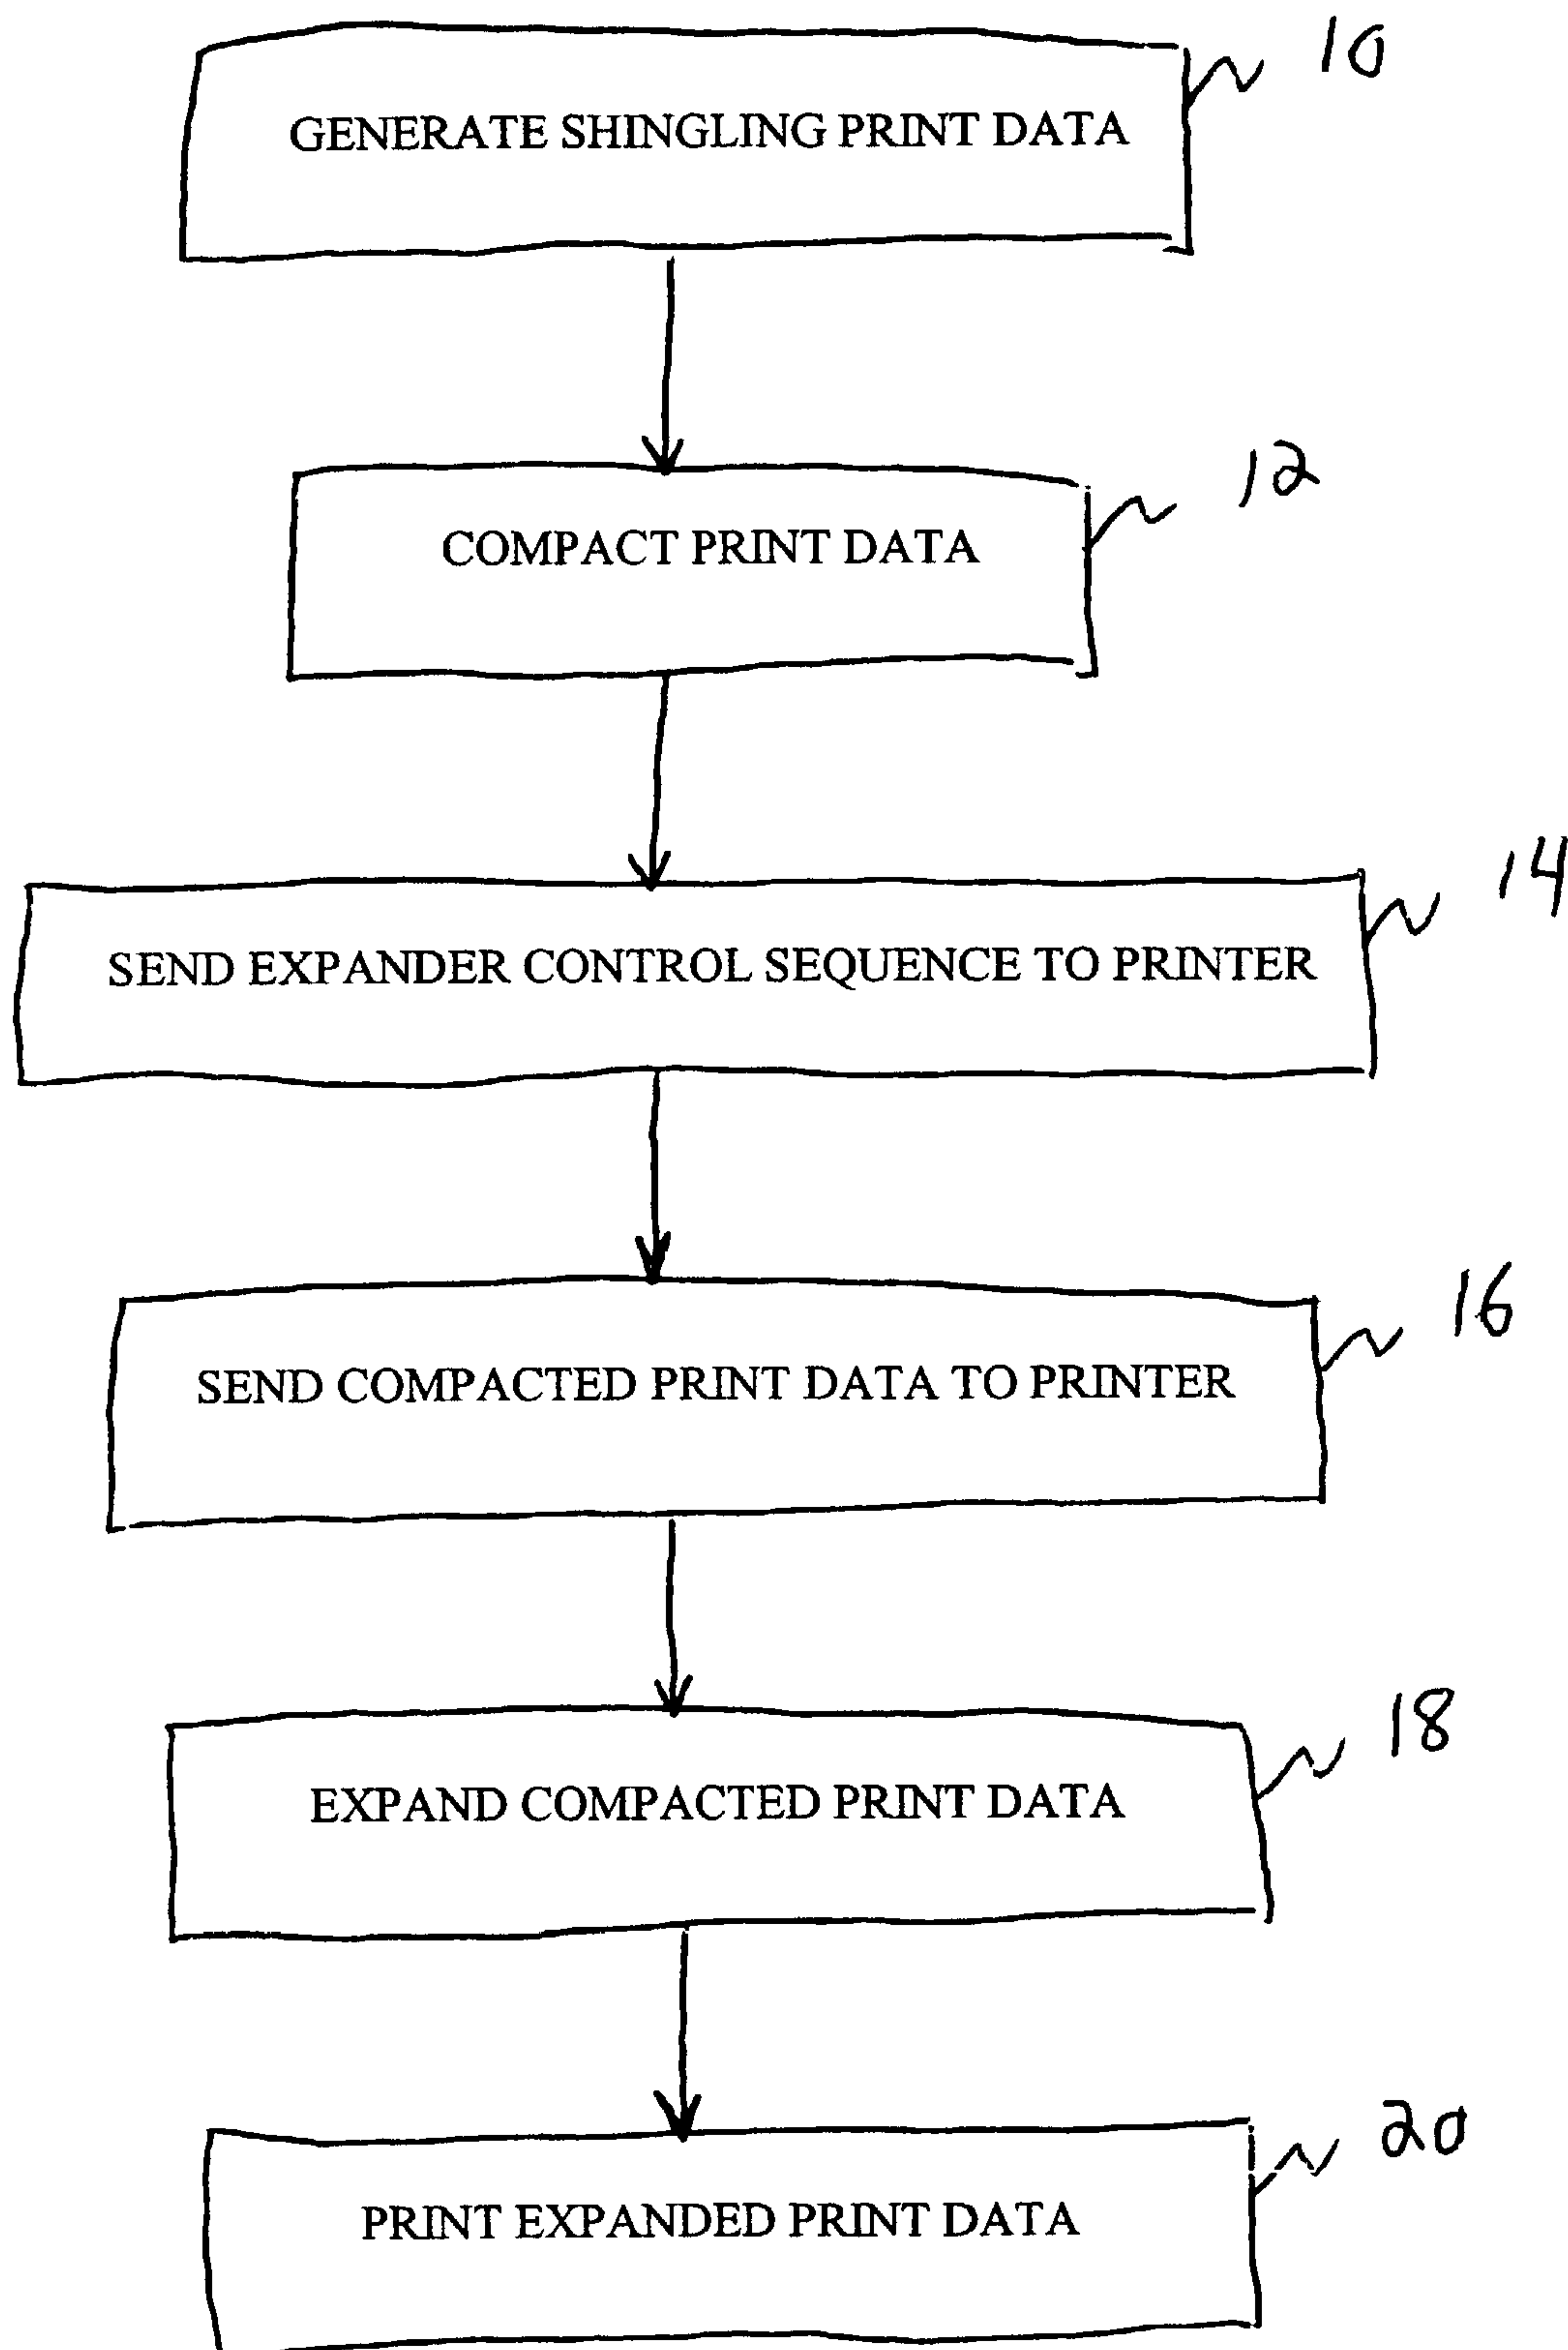 10
GENERATE SHINGLING PRINT DATA
12
COMPACT PRINT DATA
14
SEND EXPANDER CONTROL SEQUENCE TO PRINTER
16
SEND COMPACTED PRINT DATA TO PRINTER
18
EXPAND COMPACTED PRINT DATA
20
PRINT EXPANDED PRINT DATA